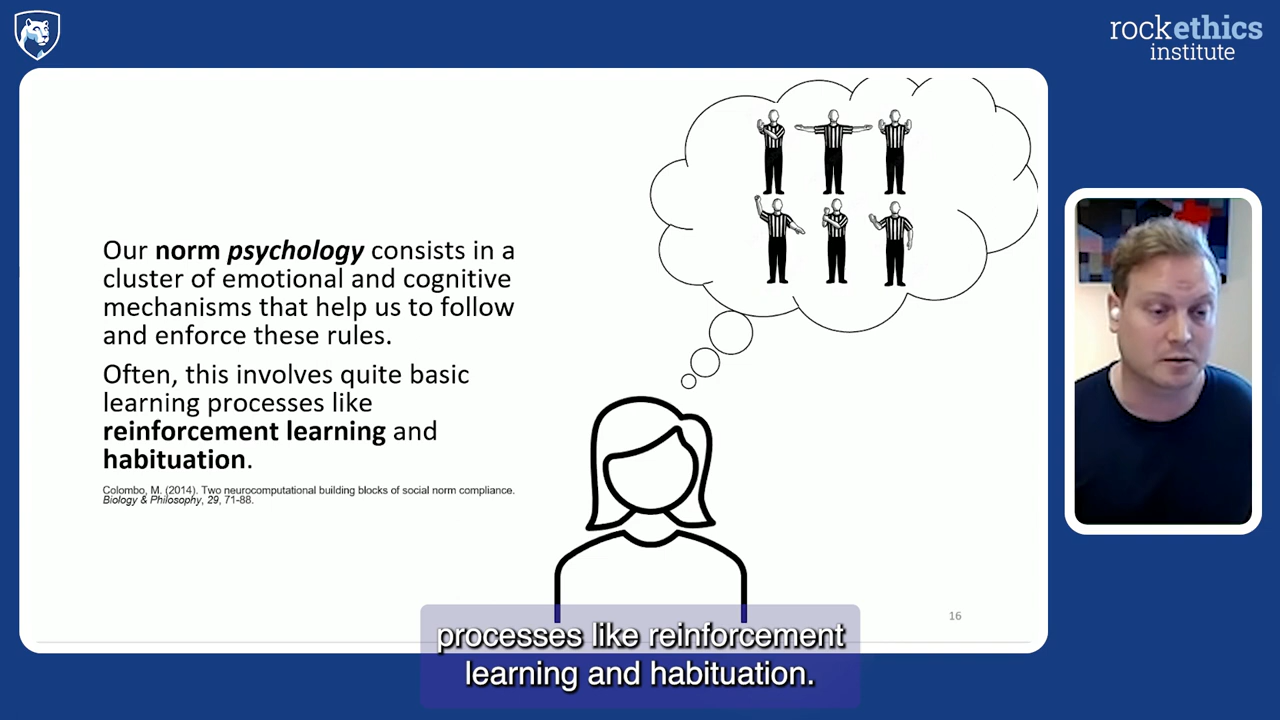 rockethics
institute
Our norm psychology consists in a
cluster of emotional and cognitive
mechanisms that help us to follow
and enforce these rules.
Often, this involves quite basic
learning processes like
reinforcement learning and
habituation.
Colombo, M. (2014). Two neurocomputational building blocks of social norm compliance.
Biology & Philosophy, 29, 71-88.
16
processes like reinforcement
learning and habituation.